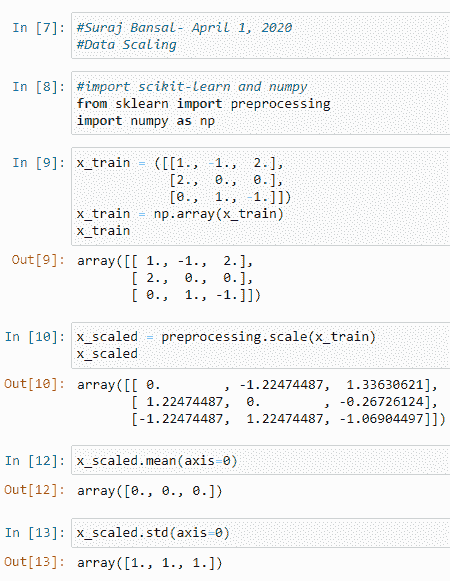 In [7]: #Suraj Bansal- April 1, 2020
#Data Scaling
In [8]: #import scikit-learn and numpy
from sklearn import preprocessing
import numpy as np
In [9]: x_train = ([[1., -1., 2.],
[2., 0., 0.],
[0., 1., -1.]])
x_train = np.array(x_train)
x_train
Out[9]: array([[ 1., -1., 2.],
[ 2., 0., 0.],
[ 0., 1., -1.]])
In [10]: x_scaled = preprocessing.scale(x_train)
x_scaled
Out[10]: array([[ 0. , -1.22474487, 1.33630621],
[ 1.22474487, 0. , -0.26726124],
[-1.22474487, 1.22474487, -1.06904497]])
In [12]: x_scaled.mean(axis=0)
Out[12]: array([0., 0., 0.])
In [13]: x_scaled.std(axis=0)
Out[13]: array([1., 1., 1.])